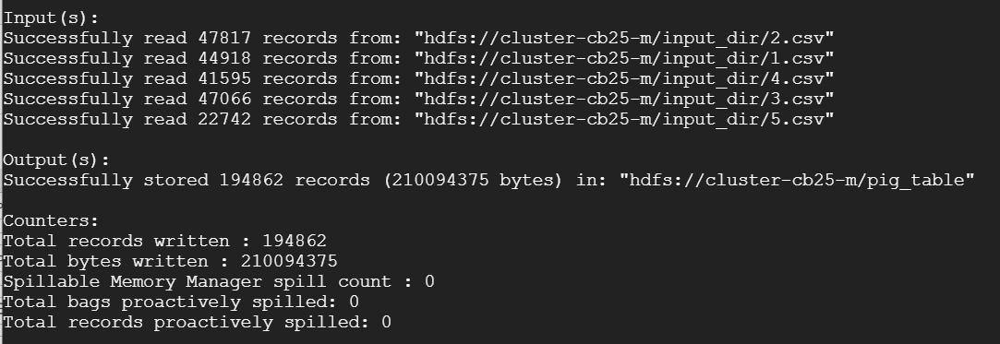 Input(s):
Successfully read 47817 records from: "hdfs://cluster-cb25-m/input_dir/2.csv"
Successfully read 44918 records from: "hdfs://cluster-cb25-m/input_dir/1.csv"
Successfully read 41595 records from: "hdfs://cluster-cb25-m/input_dir/4.csv"
Successfully read 47066 records from: "hdfs://cluster-cb25-m/input_dir/3.csv"
Successfully read 22742 records from: "hdfs://cluster-cb25-m/input_dir/5.csv"
Output(s):
Successfully stored 194862 records (210094375 bytes) in: "hdfs://cluster-cb25-m/pig_table"
Counters:
Total records written : 194862
Total bytes written : 210094375
Spillable Memory Manager spill count : 0
Total bags proactively spilled: 0
Total records proactively spilled: 0